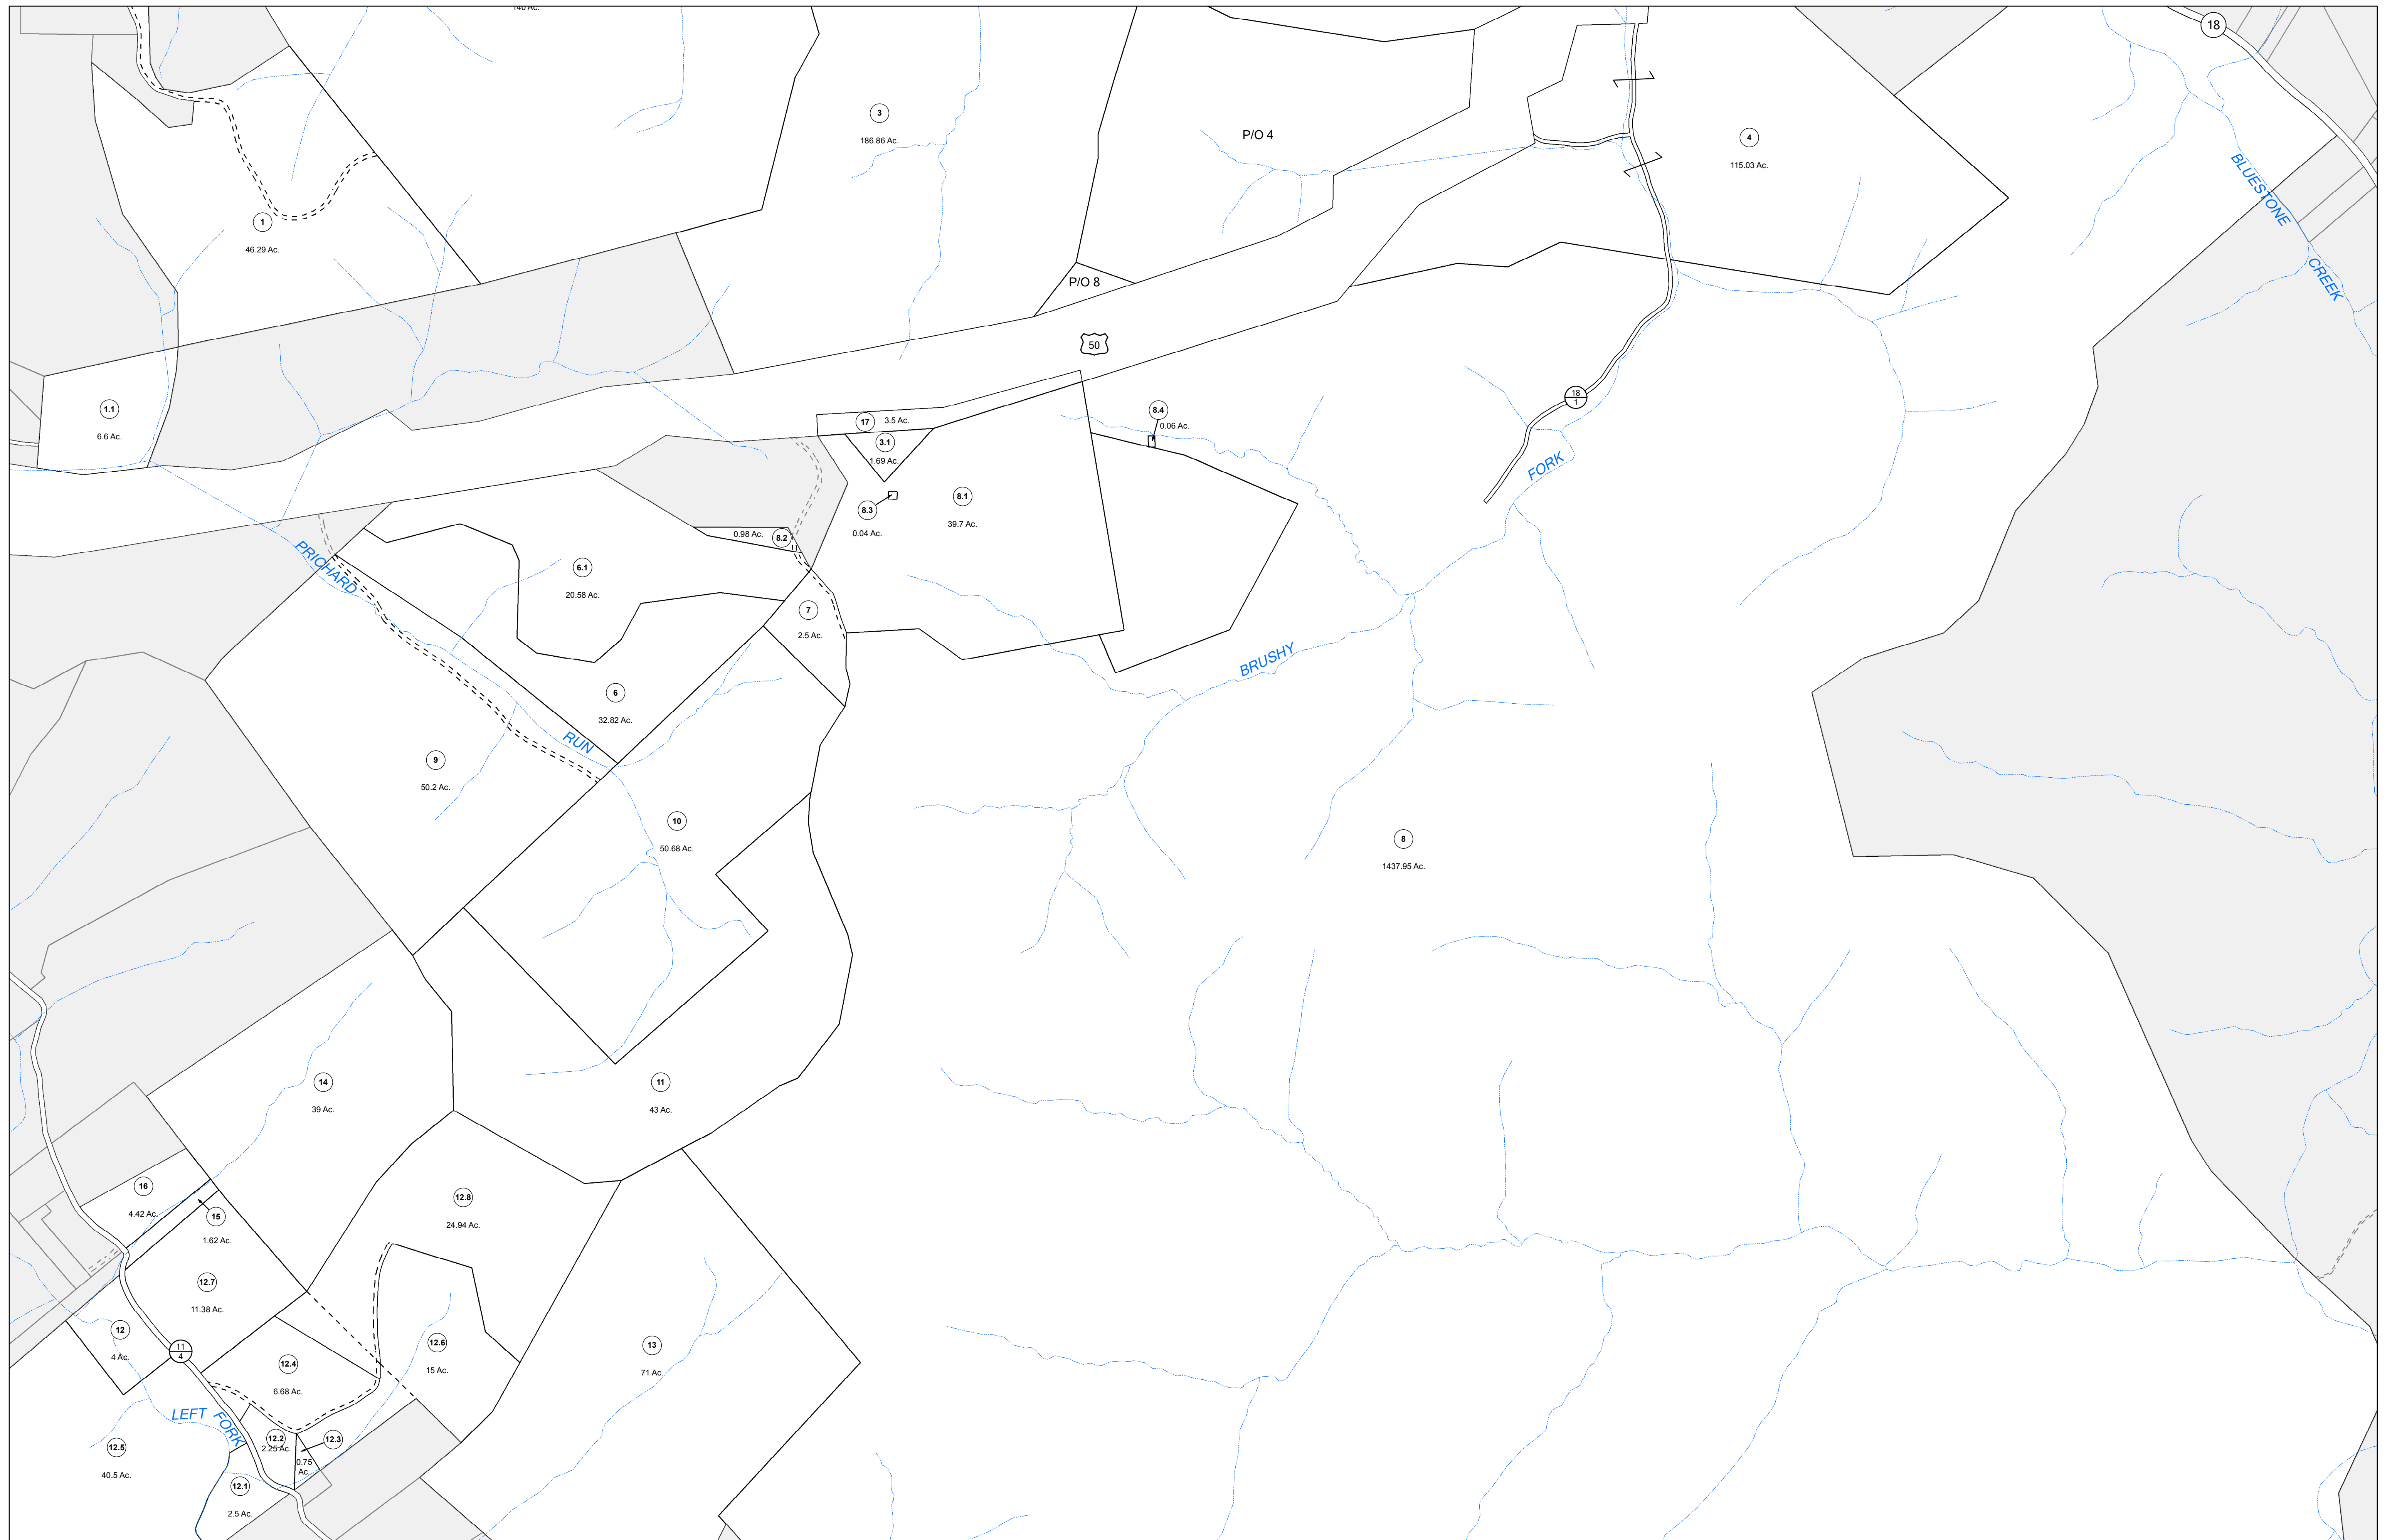 140 Ac.
18
3
186.86 Ac.
P/O 4
4
115.03 Ac.
BLUESTONE
CREEK
1
46.29 Ac.
P/O 8
50
1.1
6.6 Ac.
18
1
8.4
0.06 Ac.
17
3.5 Ac.
3.1
1.69 Ac.
FORK
8.3
0.04 Ac.
8.1
39.7 Ac.
0.98 Ac.
8.2
PRICHARD
6.1
20.58 Ac.
7
2.5 Ac.
BRUSHY
6
32.82 Ac.
RUN
9
50.2 Ac.
10
50.68 Ac.
8
1437.95 Ac.
14
39 Ac.
11
43 Ac.
16
4.42 Ac.
15
1.62 Ac.
12.8
24.94 Ac.
12.7
11.38 Ac.
12
4 Ac.
11
4
12.4
6.68 Ac.
12.6
15 Ac.
13
71 Ac.
LEFT FORK
12.2
2.25 Ac.
12.3
0.75
Ac.
12.5
40.5 Ac.
12.1
2.5 Ac.